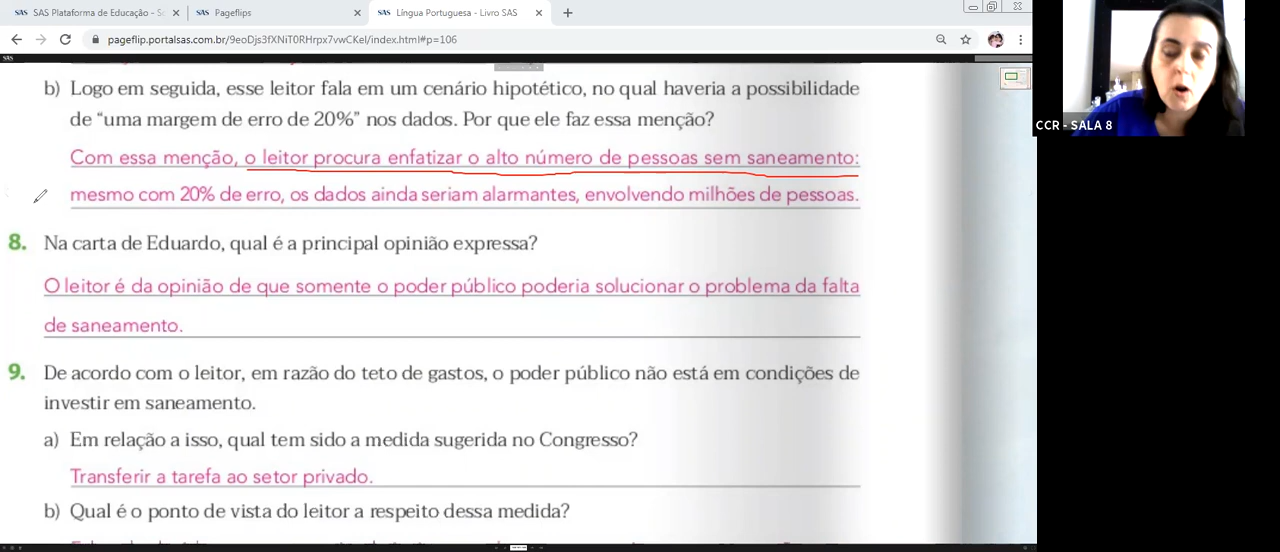 SAS Plataforma de Educação - S
Pageflips
Língua Portuguesa - Livro SAS
pageflip.portalsas.com.br/9eoDjs3fXNiT0RHrpx7vwCKel/index.html#p=106
SAS
b) Logo em seguida, esse leitor fala em um cenário hipotético, no qual haveria a possibilidade
de “uma margem de erro de 20%” nos dados. Por que ele faz essa menção?
Com essa menção, o leitor procura enfatizar o alto número de pessoas sem saneamento:
mesmo com 20% de erro, os dados ainda seriam alarmantes, envolvendo milhões de pessoas.
8. Na carta de Eduardo, qual é a principal opinião expressa?
O leitor é da opinião de que somente o poder público poderia solucionar o problema da falta
de saneamento.
9. De acordo com o leitor, em razão do teto de gastos, o poder público não está em condições de
investir em saneamento.
a) Em relação a isso, qual tem sido a medida sugerida no Congresso?
Transferir a tarefa ao setor privado.
b) Qual é o ponto de vista do leitor a respeito dessa medida?
CCR - SALA 8